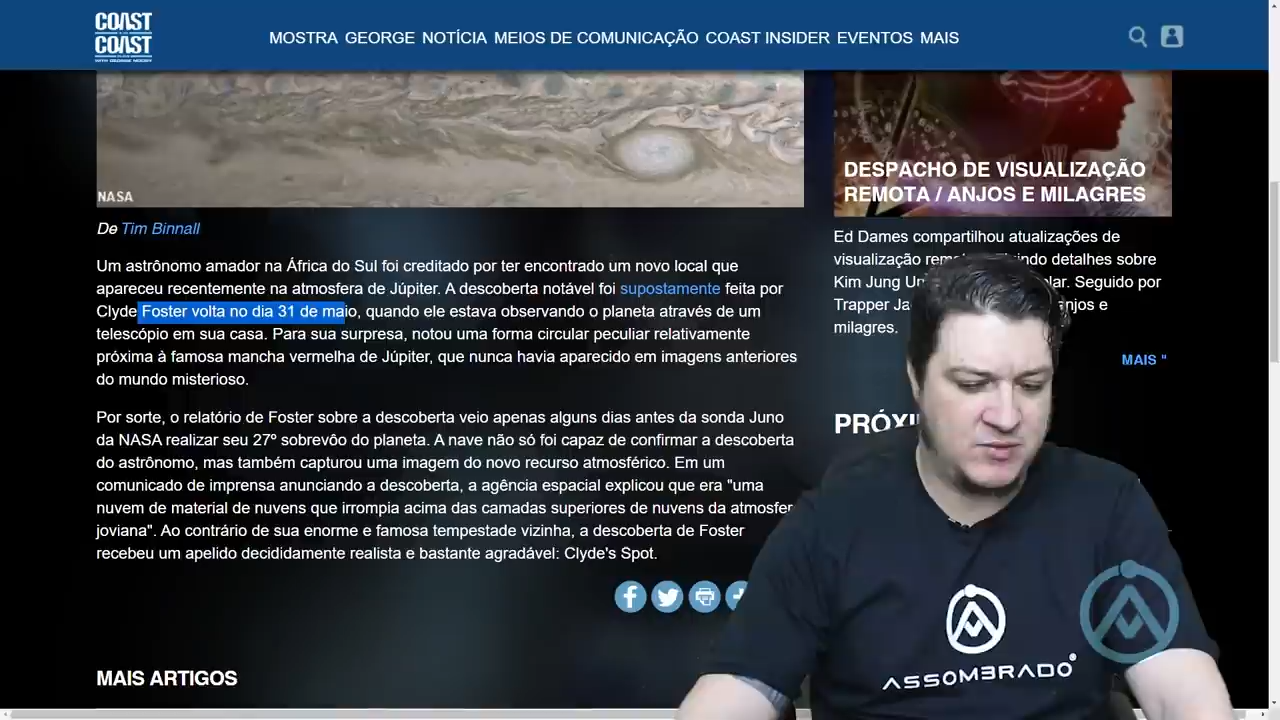 COAST
COAST
WITH GEORGE NOORY
MOSTRA GEORGE NOTÍCIA MEIOS DE COMUNICAÇÃO COAST INSIDER EVENTOS MAIS
NASA
De Tim Binnall
Um astrônomo amador na África do Sul foi creditado por ter encontrado um novo local que
apareceu recentemente na atmosfera de Júpiter. A descoberta notável foi supostamente feita por
Clyde Foster volta no dia 31 de maio, quando ele estava observando o planeta através de um
telescópio em sua casa. Para sua surpresa, notou uma forma circular peculiar relativamente
próxima à famosa mancha vermelha de Júpiter, que nunca havia aparecido em imagens anteriores
do mundo misterioso.
Por sorte, o relatório de Foster sobre a descoberta veio apenas alguns dias antes da sonda Juno
da NASA realizar seu 27º sobrevôo do planeta. A nave não só foi capaz de confirmar a descoberta
do astrônomo, mas também capturou uma imagem do novo recurso atmosférico. Em um
comunicado de imprensa anunciando a descoberta, a agência espacial explicou que era "uma
nuvem de material de nuvens que irrompia acima das camadas superiores de nuvens da atmosfer
joviana". Ao contrário de sua enorme e famosa tempestade vizinha, a descoberta de Foster
recebeu um apelido decididamente realista e bastante agradável: Clyde's Spot.
MAIS ARTIGOS
DESPACHO DE VISUALIZAÇÃO
REMOTA / ANJOS E MILAGRES
Ed Dames compartilhou atualizações de
visualização detalhes sobre
Kim Jung Seguido por
Trapper
milagres.
MAIS "
ASSOMBRADO